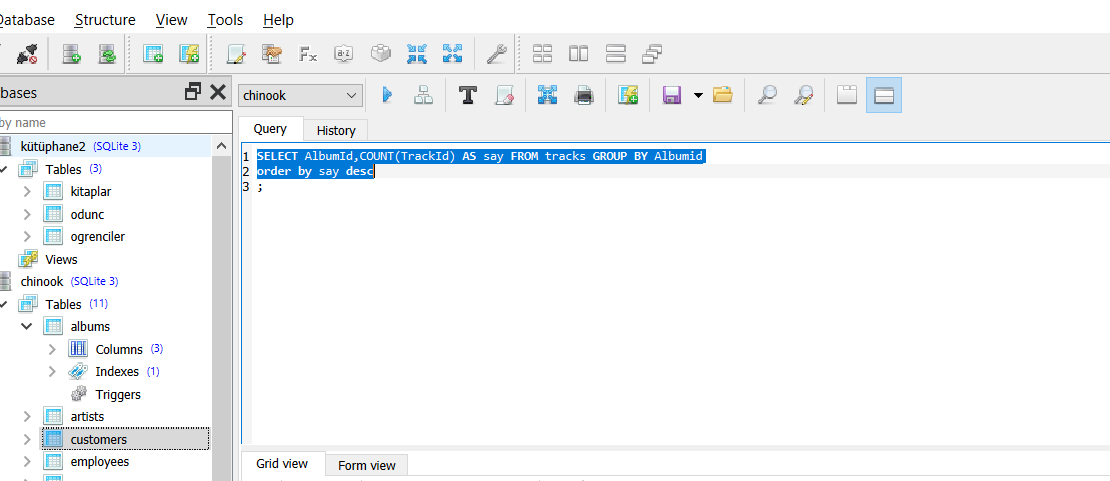 Database Structure View Tools Help
bases
by name
kütüphane2 (SQLite 3)
Tables (3)
kitaplar
odunc
ogrenciler
Views
chinook (SQLite 3)
Tables (11)
albums
Columns (3)
Indexes (1)
Triggers
artists
customers
employees
chinook
Query History
1 SELECT AlbumId,COUNT(TrackId) AS say FROM tracks GROUP BY Albumid
2 order by say desc
3 ;
Grid view Form view